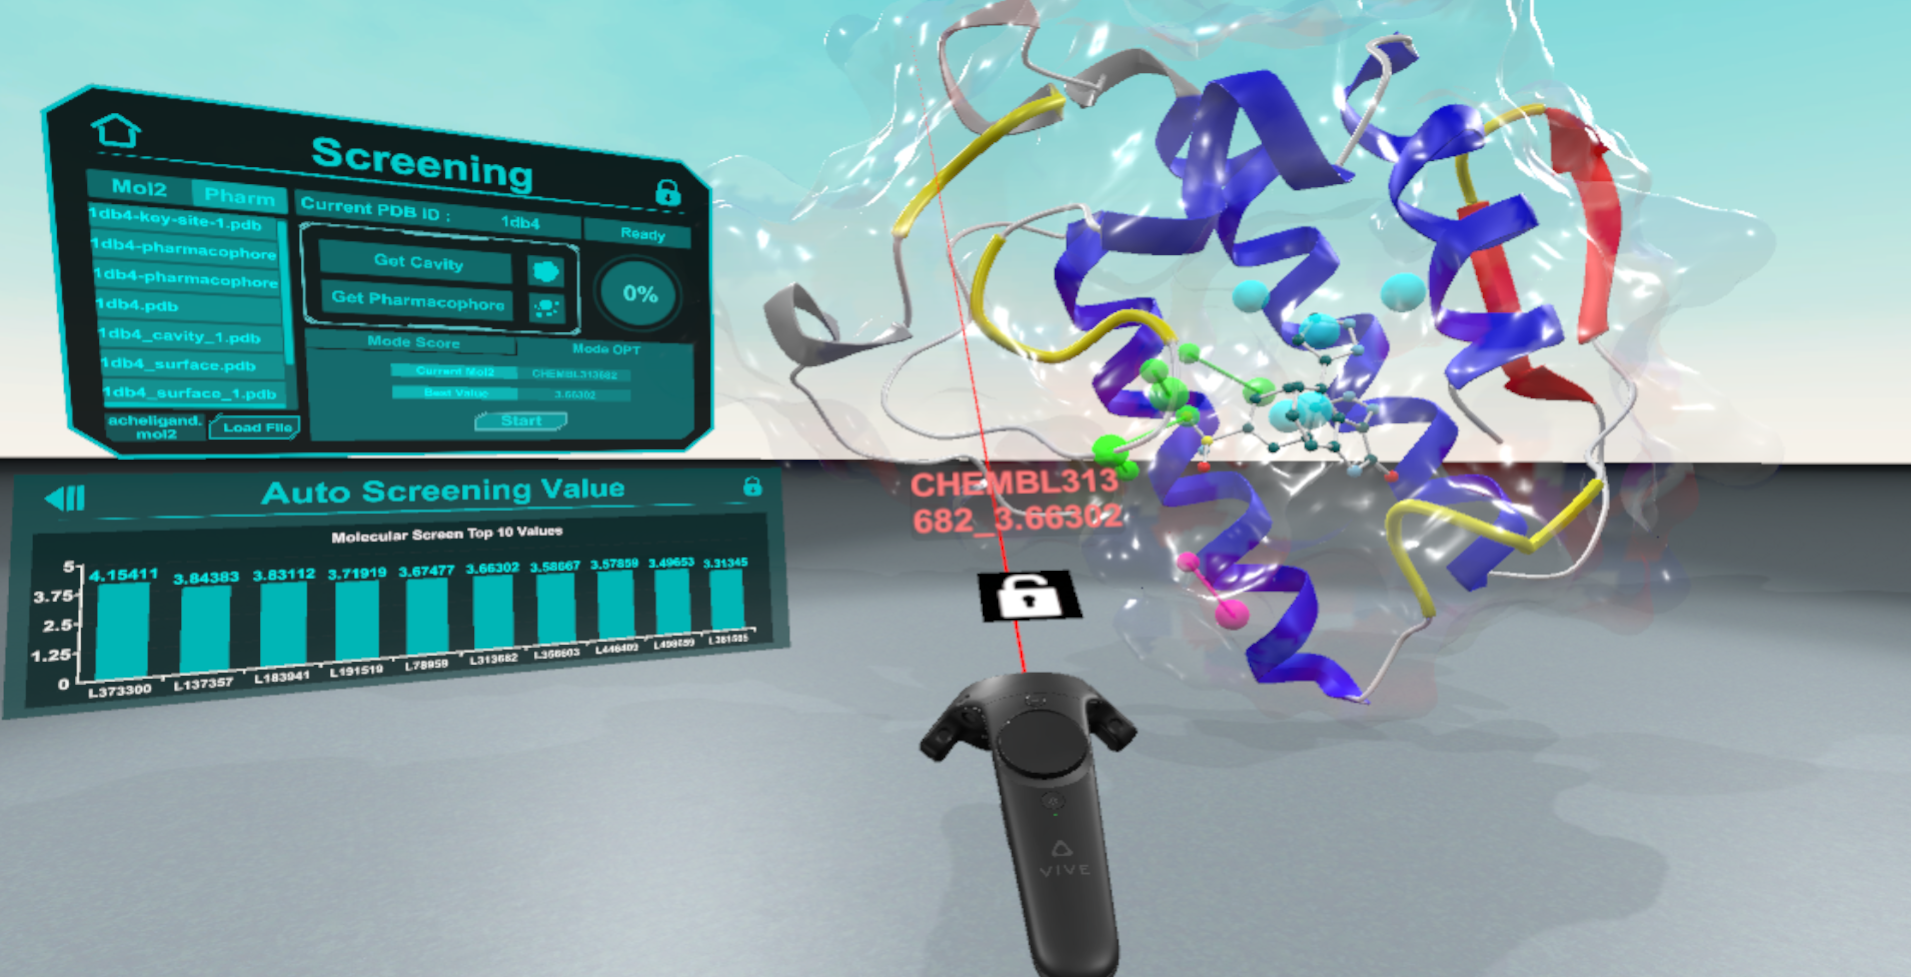 Screening
Mol2 Pharm
1db4-key-site-1.pdb
1db4-pharmacophore
1db4-pharmacophore
1db4.pdb
1db4_cavity_1.pdb
1db4_surface.pdb
1db4_surface_1.pdb
acheligand.
mol2
Load File
Current PDB ID : 1db4
Ready
Get Cavity
Get Pharmacophore
0%
Mode Score
Mode OPT
Current Mol2 CHEMBL313682
Best Value 3.66302
Start
Auto Screening Value
Molecular Screen Top 10 Values
5
3.75
2.5
1.25
0
4.15411 3.84383 3.83112 3.71919 3.67477 3.66302 3.58667 3.57859 3.49653 3.31345
L373300 L137357 L183941 L191519 L78959 L313682
CHEMBL313
682_3.66302
VIVE